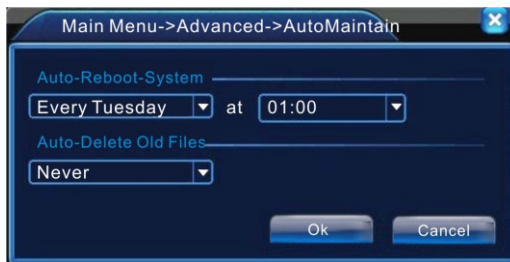 Main Menu->Advanced->AutoMaintain
Auto-Reboot-System
Every Tuesday at 01:00
Auto-Delete Old Files
Never
Ok Cancel